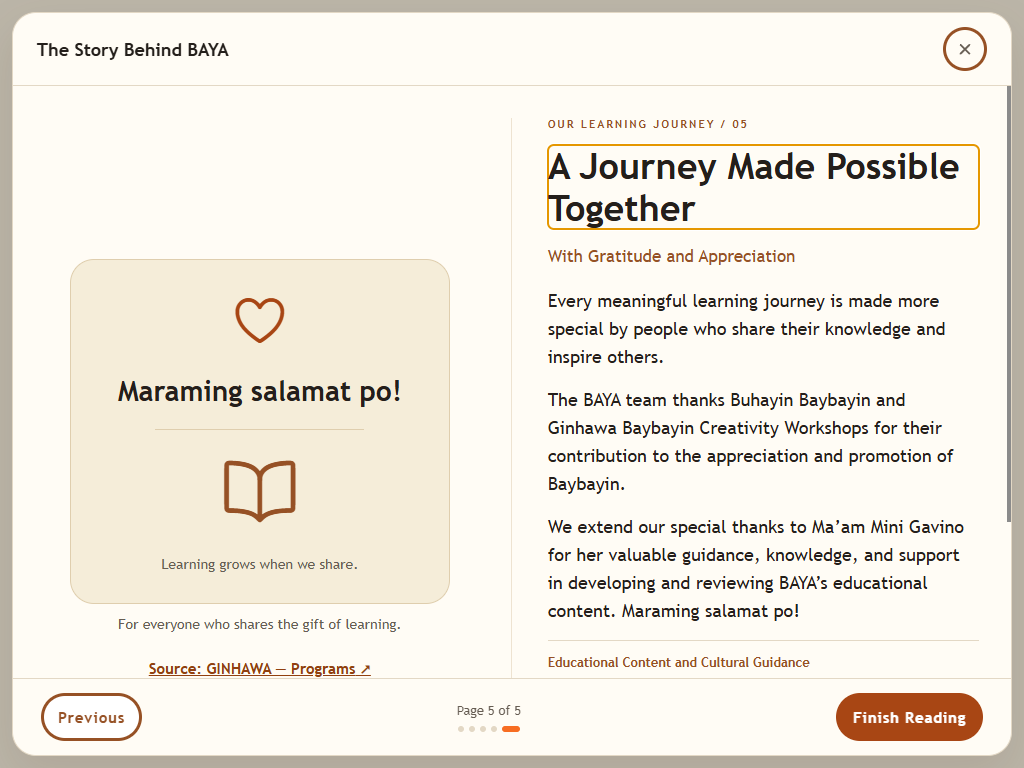 The Story Behind BAYA
Maraming salamat po!
Learning grows when we share.
For everyone who shares the gift of learning.
Source: GINHAWA — Programs ↗
OUR LEARNING JOURNEY / 05
A Journey Made Possible
Together
With Gratitude and Appreciation
Every meaningful learning journey is made more
special by people who share their knowledge and
inspire others.
The BAYA team thanks Buhayin Baybayin and
Ginhawa Baybayin Creativity Workshops for their
contribution to the appreciation and promotion of
Baybayin.
We extend our special thanks to Ma’am Mini Gavino
for her valuable guidance, knowledge, and support
in developing and reviewing BAYA’s educational
content. Maraming salamat po!
Educational Content and Cultural Guidance
Previous
Page 5 of 5
Finish Reading